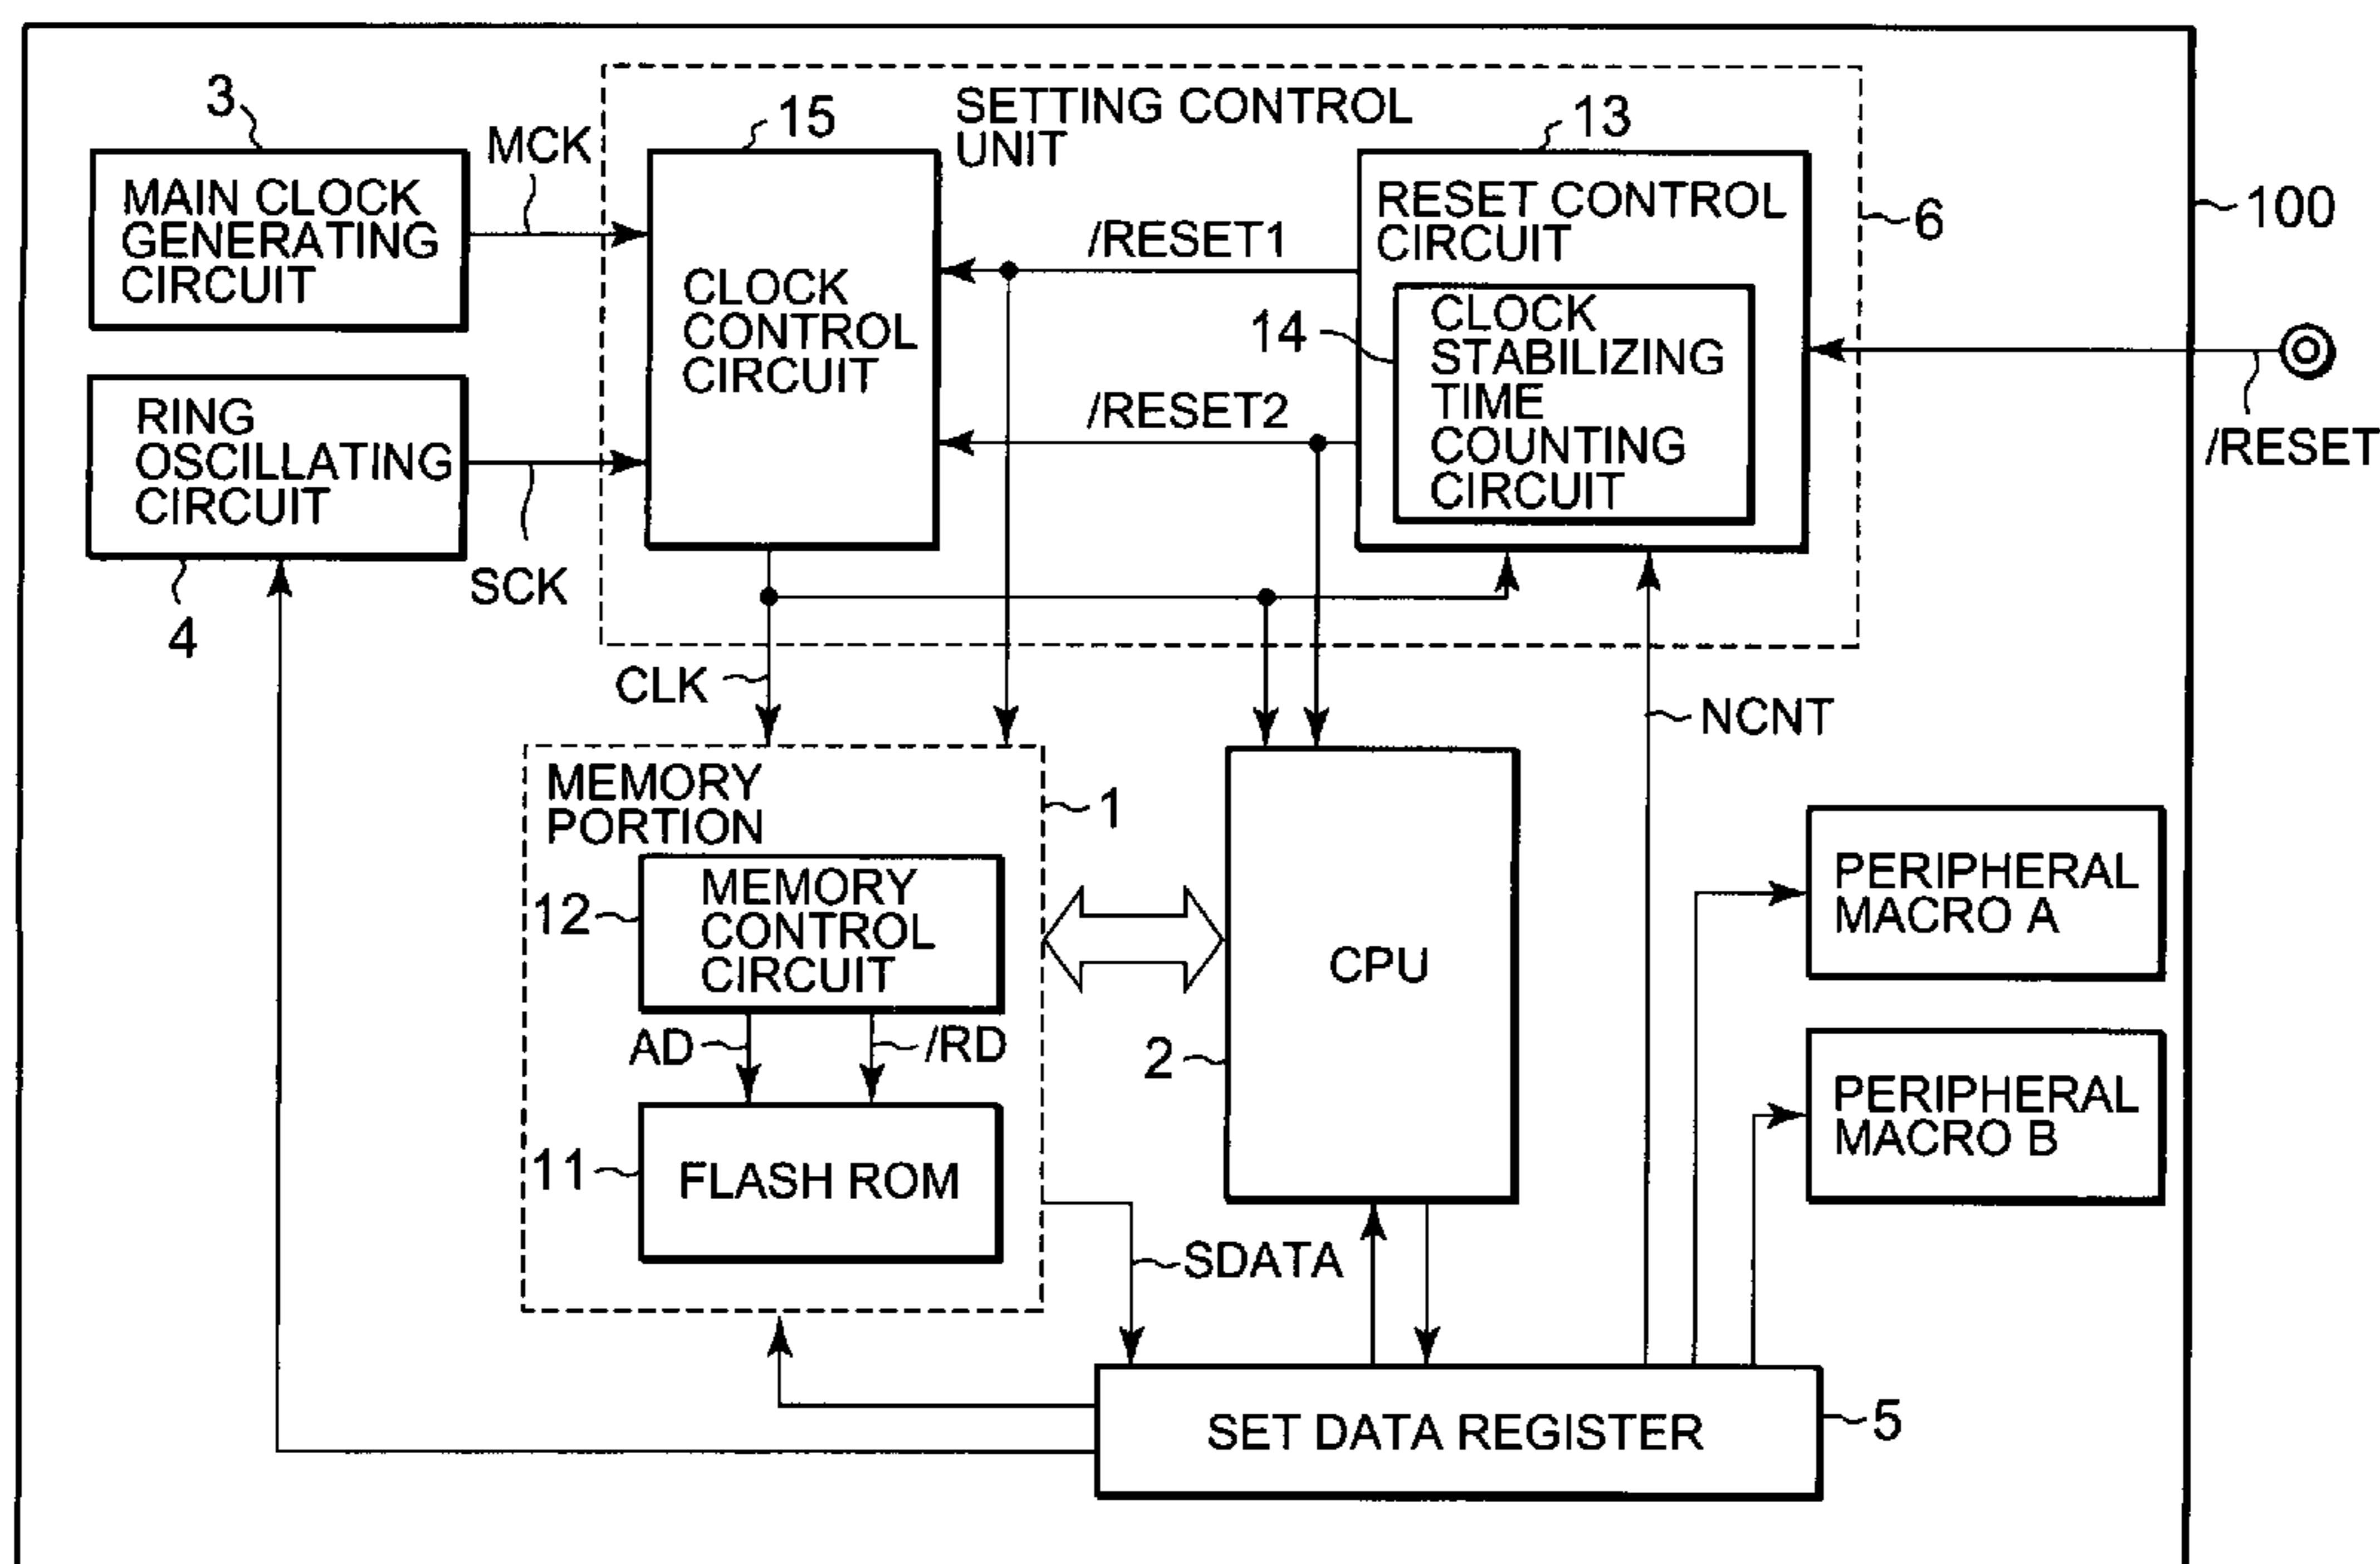 3
MCK
15
SETTING CONTROL
UNIT
13
MAIN CLOCK
GENERATING
CIRCUIT
RESET CONTROL
CIRCUIT
6
100
/RESET1
CLOCK
CONTROL
CIRCUIT
14
CLOCK
STABILIZING
TIME
COUNTING
CIRCUIT
/RESET2
/RESET
RING
OSCILLATING
CIRCUIT
SCK
4
CLK
NCNT
MEMORY
PORTION
1
12
MEMORY
CONTROL
CIRCUIT
CPU
2
PERIPHERAL
MACRO A
AD
/RD
PERIPHERAL
MACRO B
11
FLASH ROM
SDATA
SET DATA REGISTER
5